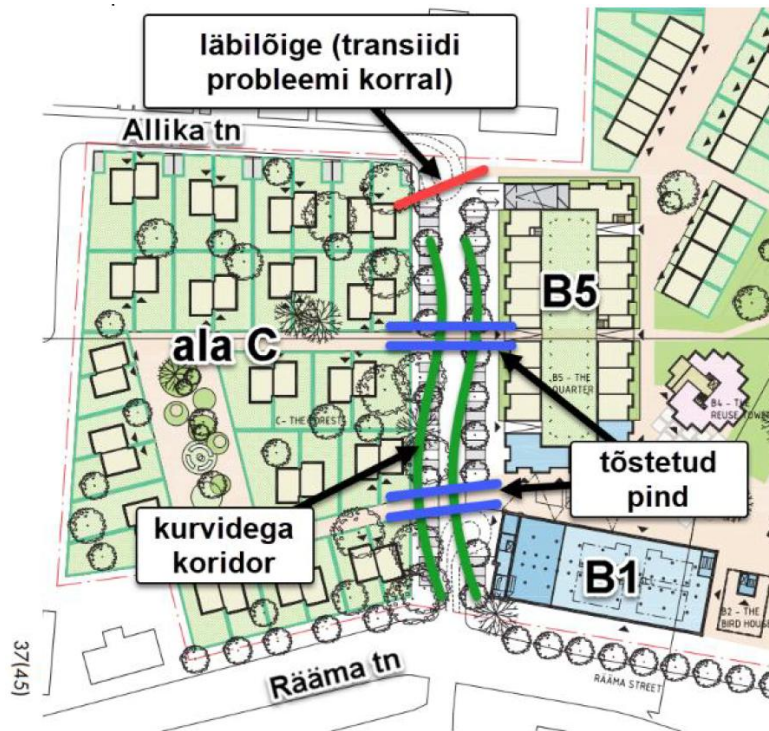 läbilõige (transiidi
probleemi korral)
Allika tn
B5
ala C
B5 - THE
QUARTER
B4 - THE
REUSE TOWER
C - THE FOREST
tõstetud
pind
kurvidega
koridor
B1
B2 - THE
BIRD HOUSE
Rääma tn
RÄÄMA STREET
37(45)